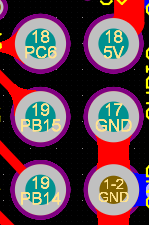 18 18
PC6 5V
19 17
PB15 GND
19 1-2
PB14 GND